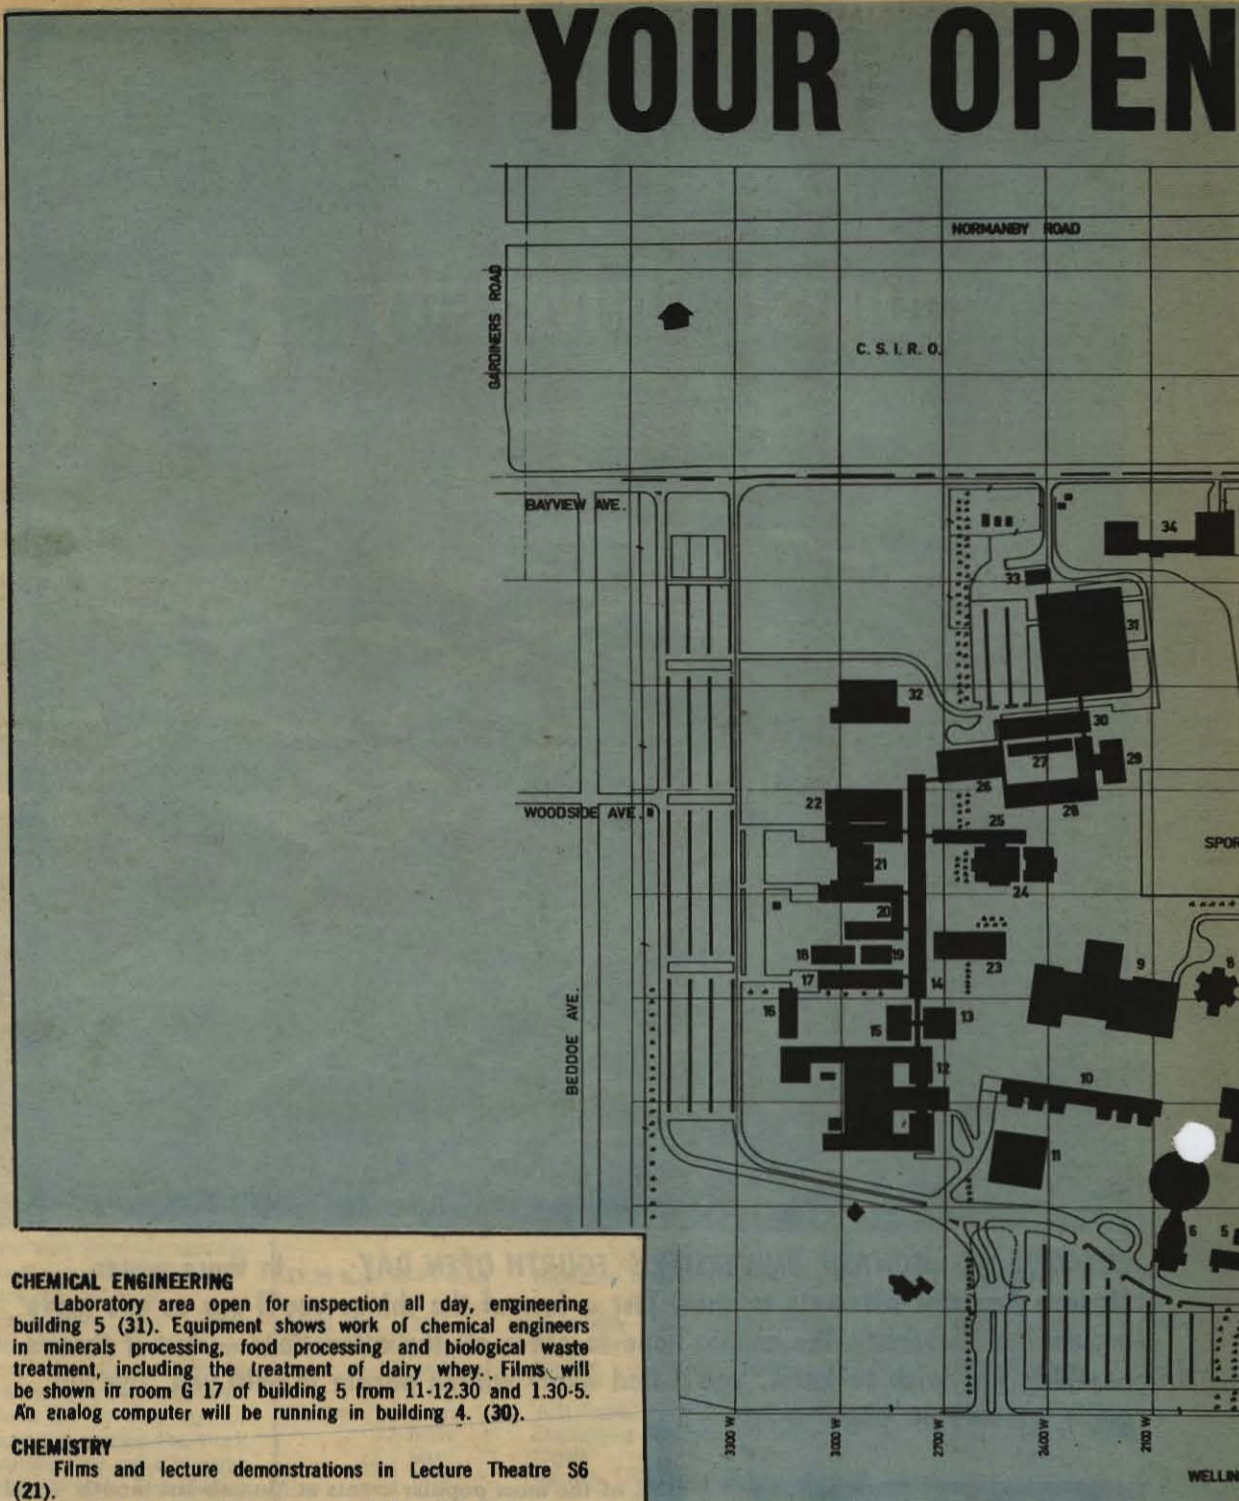 YOUR OPEN
NORMANBY ROAD
GARDINERS ROAD
C. S. I. R. O.
BAYVIEW AVE.
34
33
31
32
30
27
29
26
28
22
25
WOODSIDE AVE.
SPOR
21
24
20
18
19
23
9
8
17
14
16
15
13
BEDDOE AVE.
12
10
11
6
5
3300 W
3000 W
2700 W
2400 W
2100 W
WELLIN
CHEMICAL ENGINEERING
Laboratory area open for inspection all day, engineering
building 5 (31). Equipment shows work of chemical engineers
in minerals processing, food processing and biological waste
treatment, including the treatment of dairy whey. Films will
be shown in room G 17 of building 5 from 11-12.30 and 1.30-5.
An analog computer will be running in building 4. (30).
CHEMISTRY
Films and lecture demonstrations in Lecture Theatre S6
(21).